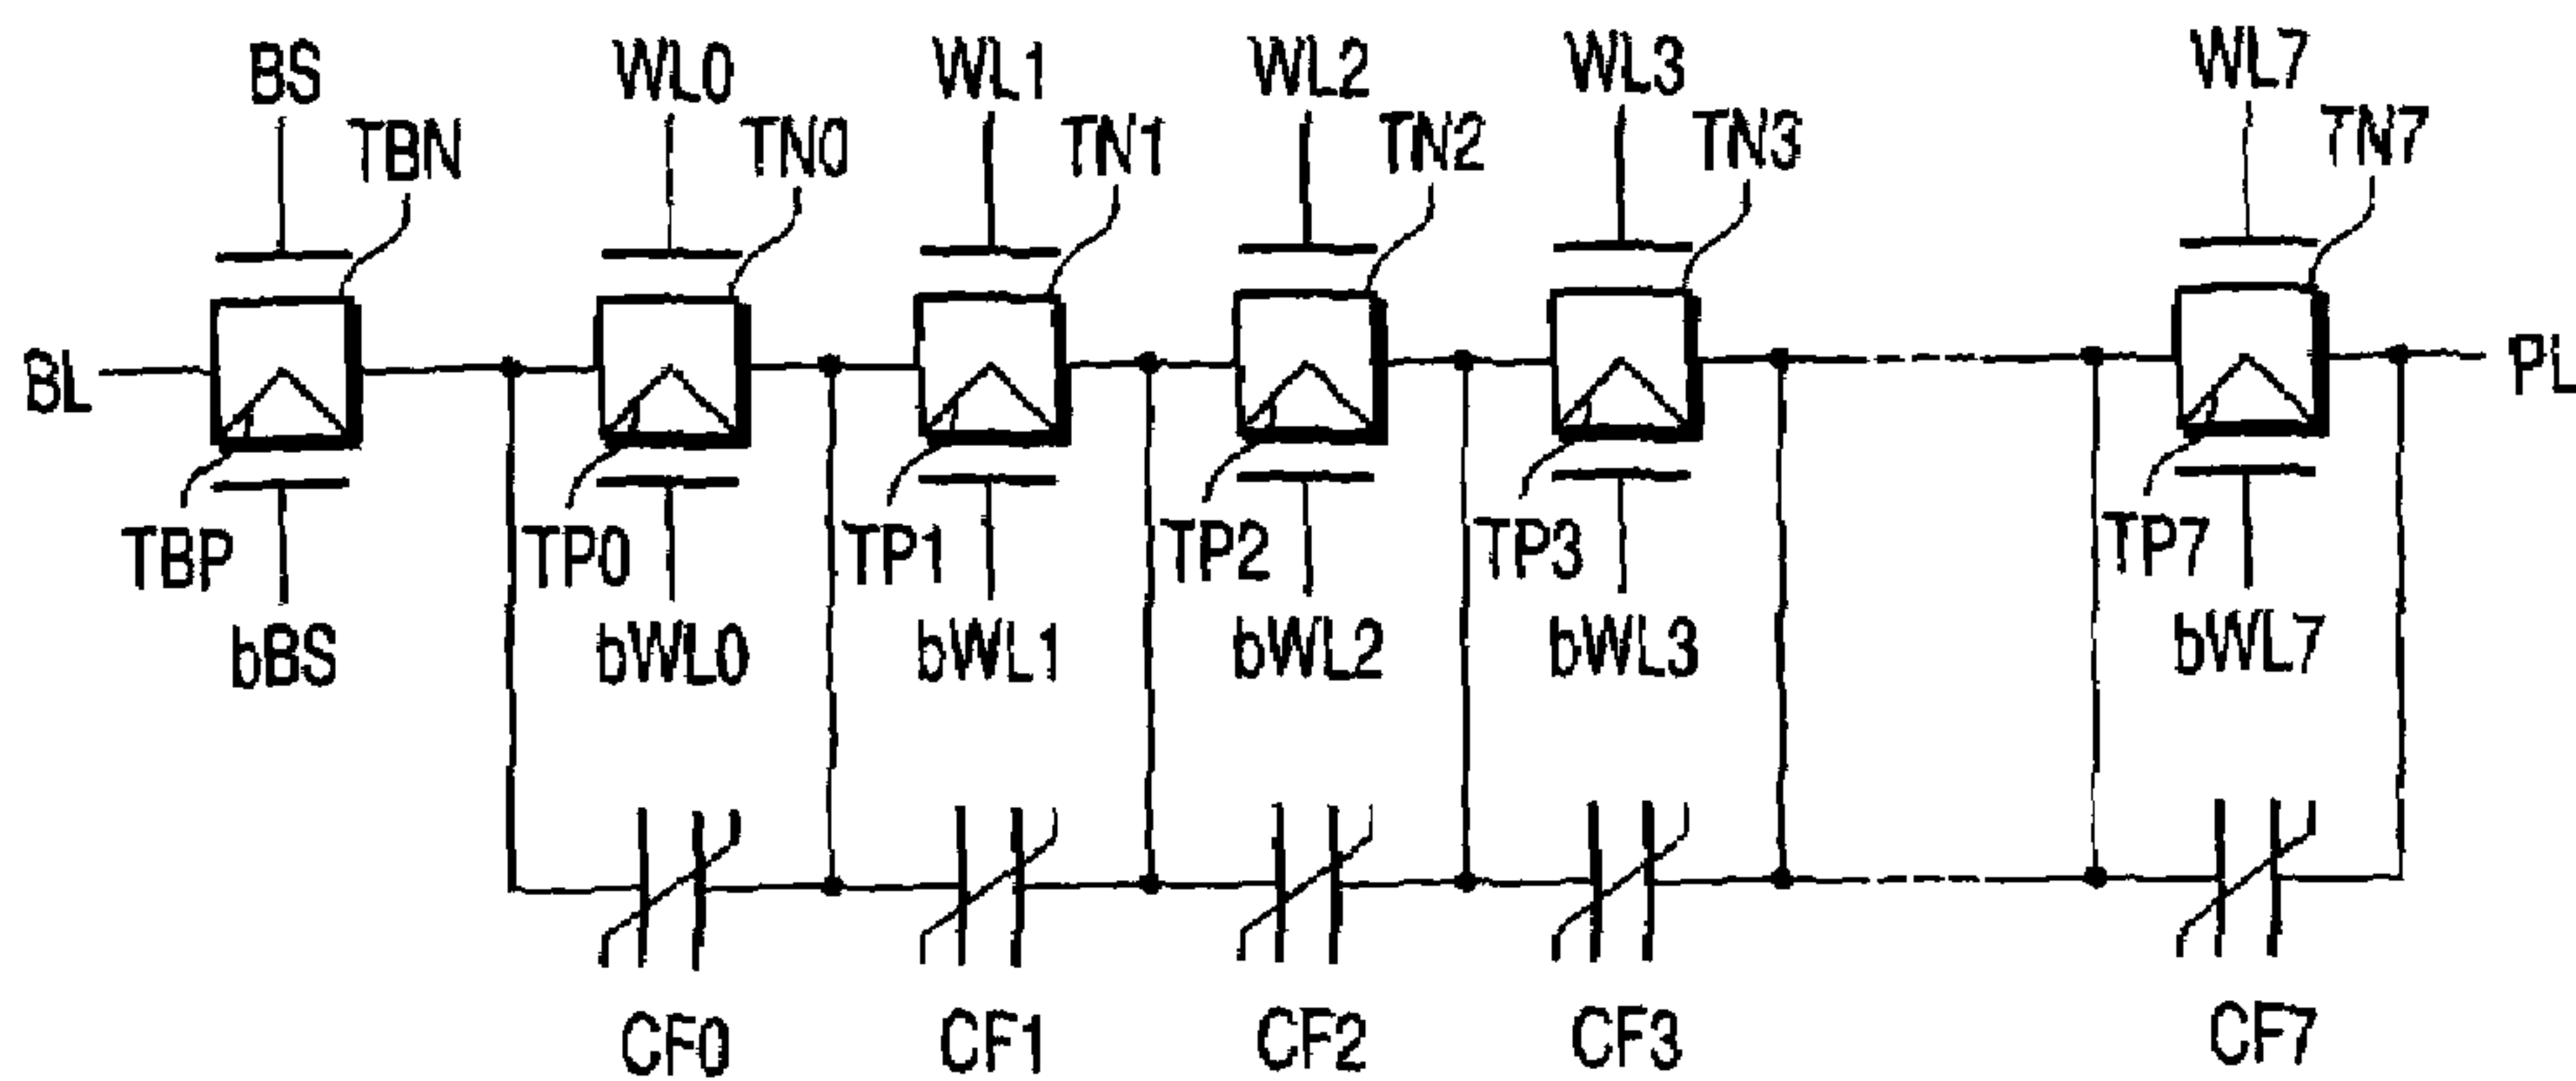 BS WL0 WL1 WL2 WL3 WL7
TBN TN0 TN1 TN2 TN3 TN7
BL PL
TBP TP0 TP1 TP2 TP3 TP7
bBS bWL0 bWL1 bWL2 bWL3 bWL7
CF0 CF1 CF2 CF3 CF7